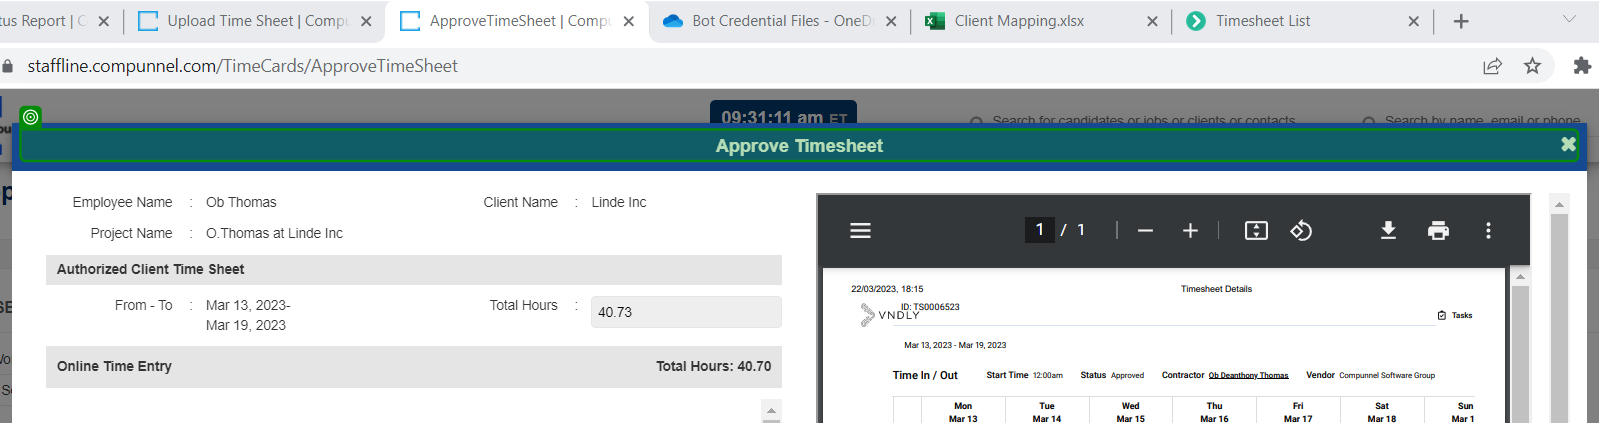 tus Report | C
Upload Time Sheet | Compu
ApproveTimeSheet | Compu
Bot Credential Files - OneD
Client Mapping.xlsx
Timesheet List
staffline.compunnel.com/TimeCards/ApproveTimeSheet
09:31:11 am ET
Search for candidates or jobs or clients or contacts
Search by name, email or phone
Approve Timesheet
Employee Name : Ob Thomas
Client Name : Linde Inc
Project Name : O.Thomas at Linde Inc
Authorized Client Time Sheet
From - To : Mar 13, 2023-
Mar 19, 2023
Total Hours : 40.73
Online Time Entry
Total Hours: 40.70
1 / 1
22/03/2023, 18:15
Timesheet Details
ID: TS0006523
VNDLY
Tasks
Mar 13, 2023 - Mar 19, 2023
Time In / Out
Start Time 12:00am
Status Approved
Contractor Ob Deanthony Thomas
Vendor Compunnel Software Group
Mon Tue Wed Thu Fri Sat Sun
Mar 13 Mar 14 Mar 15 Mar 16 Mar 17 Mar 18 Mar 1